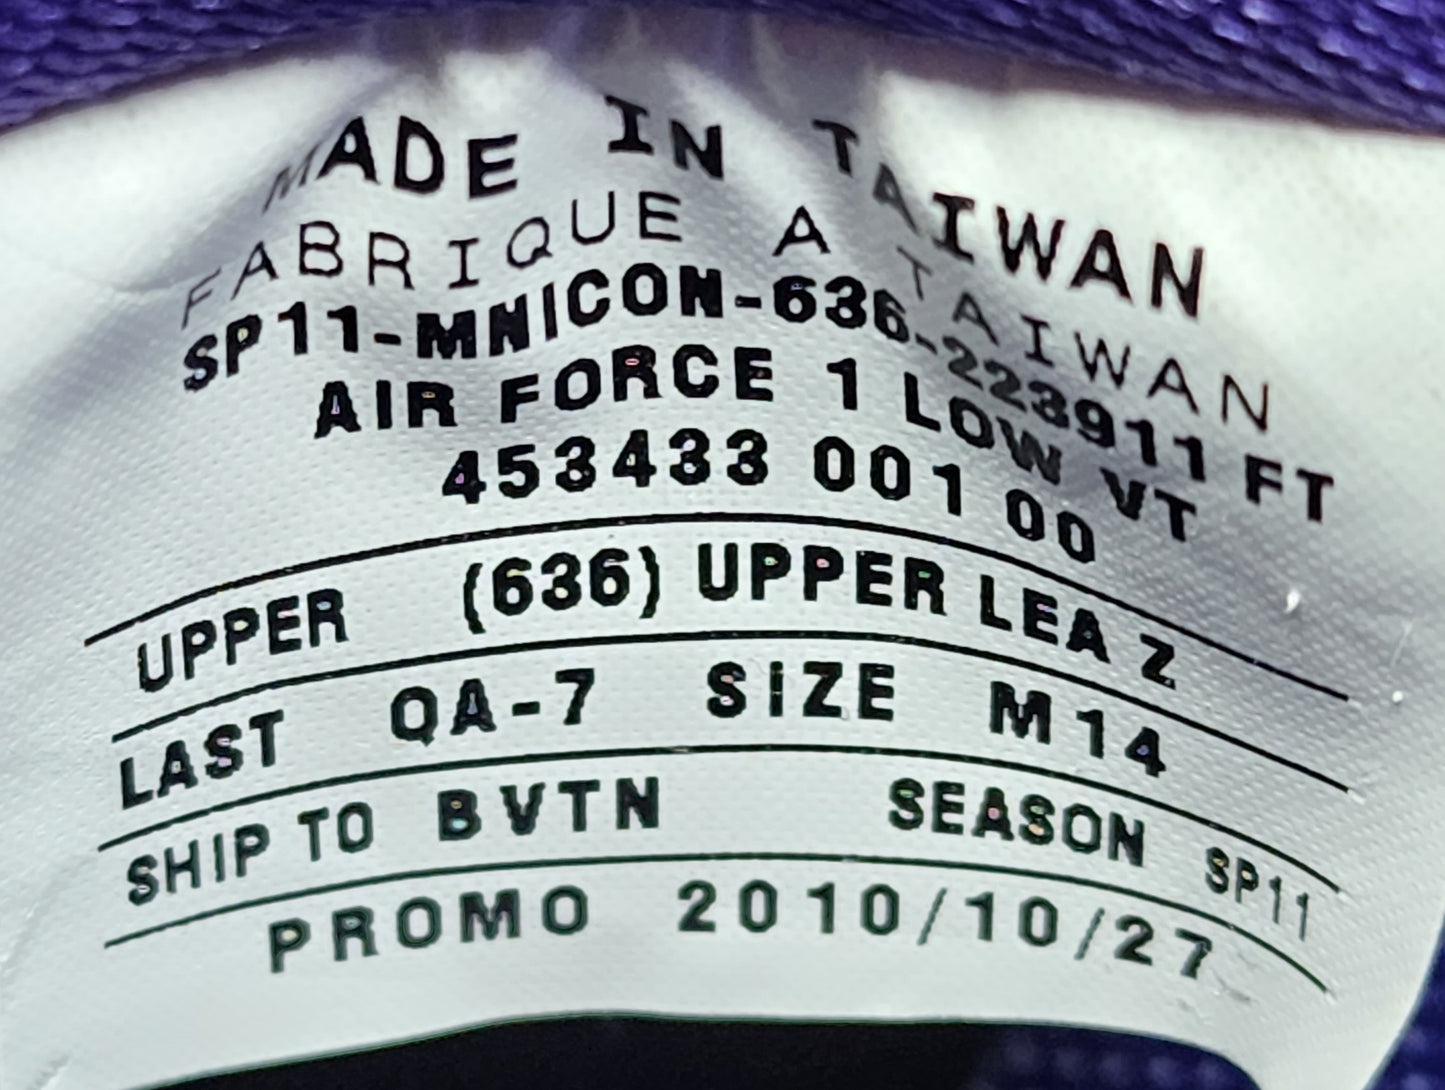 MADE IN TAIWAN
FABRIQUE A TAIWAN
SP11-MNICON-636-223911 FT
AIR FORCE 1 LOW VT
453433 001 00
UPPER (636) UPPER LEA Z
LAST QA-7 SIZE M14
SHIP TO BVTN SEASON SP11
PROMO 2010/10/27